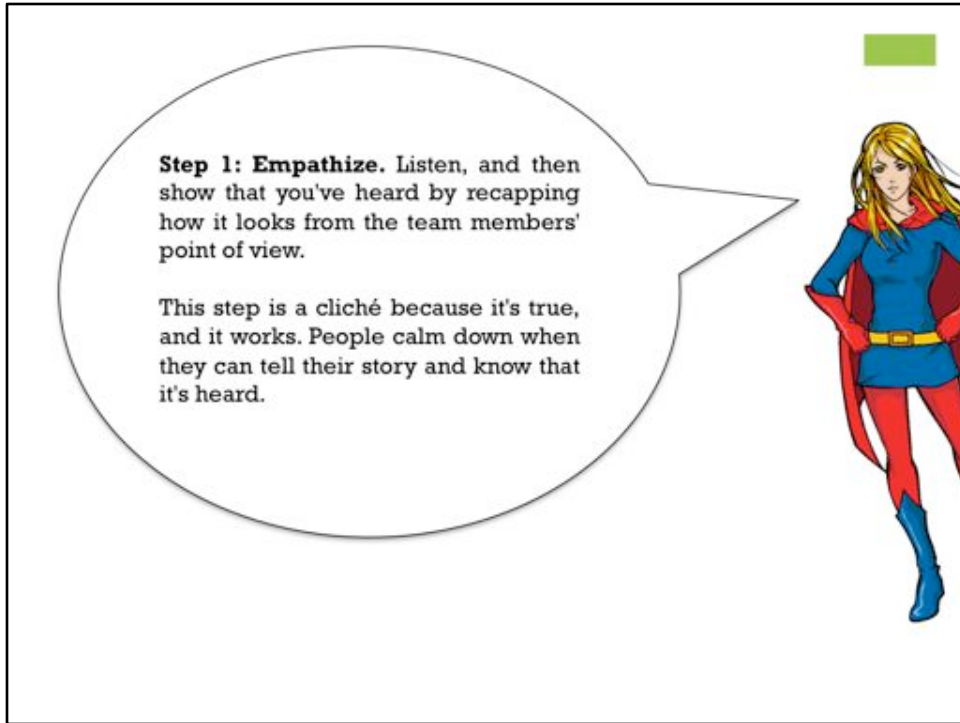 Step 1: Empathize. Listen, and then
show that you've heard by recapping
how it looks from the team members'
point of view.
This step is a cliché because it's true,
and it works. People calm down when
they can tell their story and know that
it's heard.